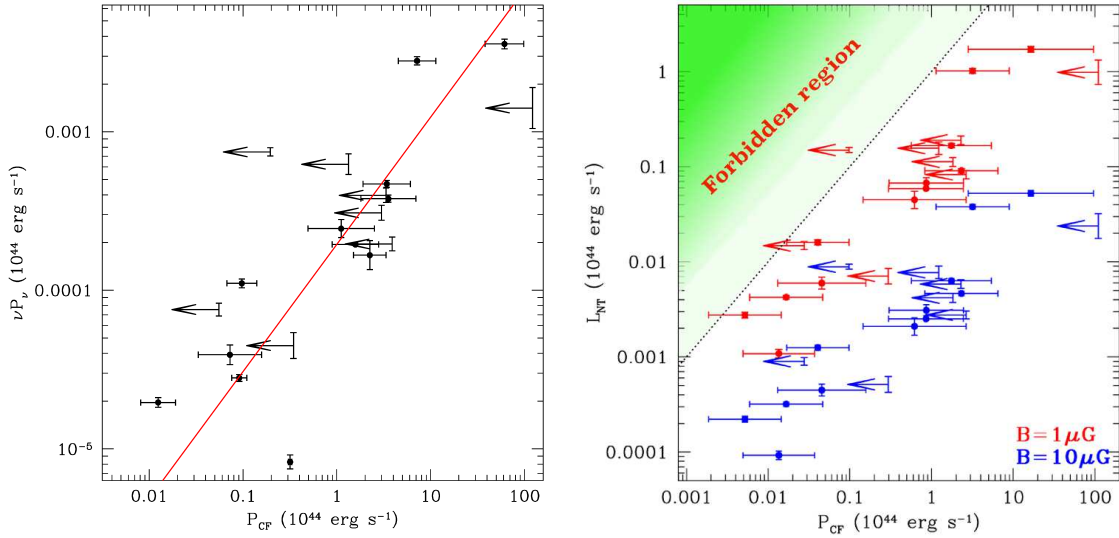 0.001
0.0001
10⁻⁵
νP_ν (10⁴⁴ erg s⁻¹)
0.01 0.1 1 10 100
P_CF (10⁴⁴ erg s⁻¹)
Forbidden region
1
0.1
0.01
0.001
0.0001
L_NT (10⁴⁴ erg s⁻¹)
B=1μG
B=10μG
0.001 0.01 0.1 1 10 100
P_CF (10⁴⁴ erg s⁻¹)